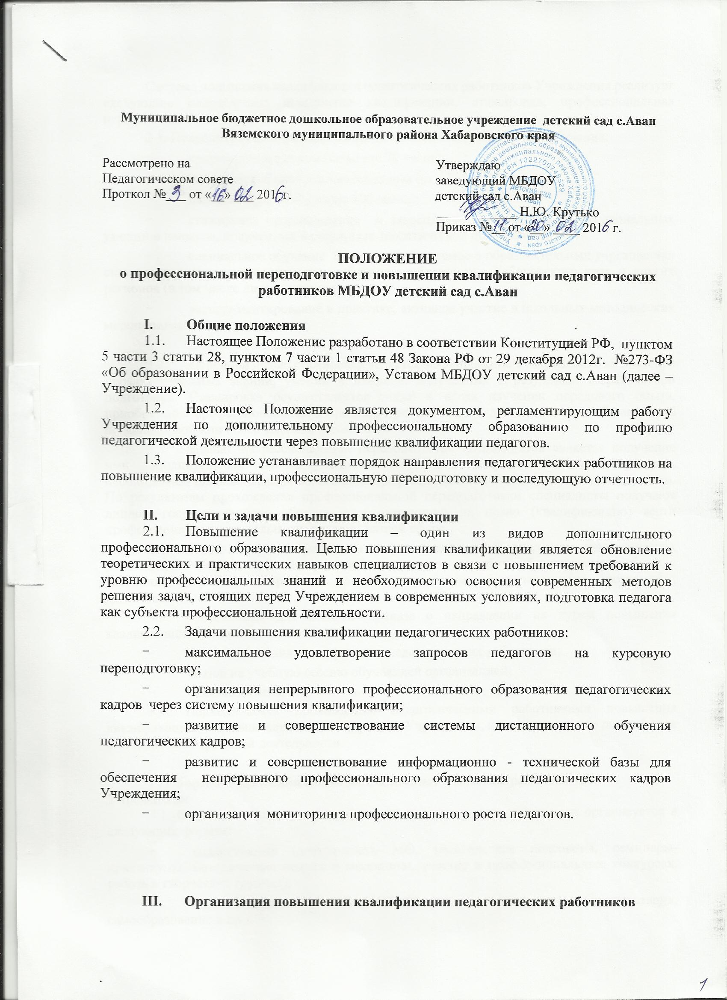 Муниципальное бюджетное дошкольное образовательное учреждение  детский сад с.Аван
Вяземского муниципального района Хабаровского края
Рассмотрено на
Педагогическом совете
Проткол № 3 от «16» 02 2016г.
Утверждаю
заведующий МБДОУ
детский сад с.Аван
____________ Н.Ю. Крутько
Приказ № 11 от «20» 02 2016 г.
ОГРН 1022700746529
МБДОУ
детский сад
с. Аван
ПОЛОЖЕНИЕ
о профессиональной переподготовке и повышении квалификации педагогических
работников МБДОУ детский сад с.Аван
I. Общие положения
1.1. Настоящее Положение разработано в соответствии Конституцией РФ,  пунктом
5 части 3 статьи 28, пунктом 7 части 1 статьи 48 Закона РФ от 29 декабря 2012г.  №273-ФЗ
«Об образовании в Российской Федерации», Уставом МБДОУ детский сад с.Аван (далее –
Учреждение).
1.2. Настоящее Положение является документом, регламентирующим работу
Учреждения по дополнительному профессиональному образованию по профилю
педагогической деятельности через повышение квалификации педагогов.
1.3. Положение устанавливает порядок направления педагогических работников на
повышение квалификации, профессиональную переподготовку и последующую отчетность.
II. Цели и задачи повышения квалификации
2.1. Повышение квалификации – один из видов дополнительного
профессионального образования. Целью повышения квалификации является обновление
теоретических и практических навыков специалистов в связи с повышением требований к
уровню профессиональных знаний и необходимостью освоения современных методов
решения задач, стоящих перед Учреждением в современных условиях, подготовка педагога
как субъекта профессиональной деятельности.
2.2. Задачи повышения квалификации педагогических работников:
− максимальное удовлетворение запросов педагогов на курсовую
переподготовку;
− организация непрерывного профессионального образования педагогических
кадров  через систему повышения квалификации;
− развитие и совершенствование системы дистанционного обучения
педагогических кадров;
− развитие и совершенствование информационно - технической базы для
обеспечения  непрерывного профессионального образования педагогических кадров
Учреждения;
− организация  мониторинга профессионального роста педагогов.
III. Организация повышения квалификации педагогических работников
1